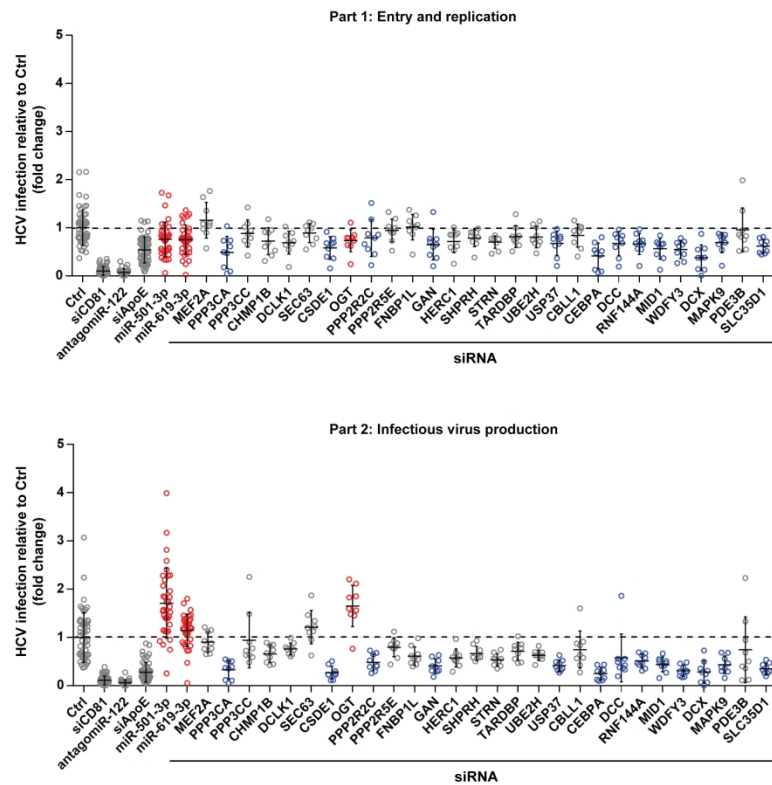 Part 1: Entry and replication
HCV infection relative to Ctrl
(fold change)
5
4
3
2
1
0
Ctrl
siCD81
antagomiR-122
siApoE
miR-501-3p
miR-619-3p
MEF2A
PPP3CA
PPP3CC
CHMP1B
DCLK1
SEC63
CSDE1
OGT
PPP2R2C
PPP2R5E
FNBP1L
GAN
HERC1
SHPRH
STRN
TARDBP
UBE2H
USP37
CBLL1
CEBPA
DCC
RNF144A
MID1
WDFY3
DCX
MAPK9
PDE3B
SLC35D1
siRNA
Part 2: Infectious virus production
HCV infection relative to Ctrl
(fold change)
5
4
3
2
1
0
Ctrl
siCD81
antagomiR-122
siApoE
miR-501-3p
miR-619-3p
MEF2A
PPP3CA
PPP3CC
CHMP1B
DCLK1
SEC63
CSDE1
OGT
PPP2R2C
PPP2R5E
FNBP1L
GAN
HERC1
SHPRH
STRN
TARDBP
UBE2H
USP37
CBLL1
CEBPA
DCC
RNF144A
MID1
WDFY3
DCX
MAPK9
PDE3B
SLC35D1
siRNA